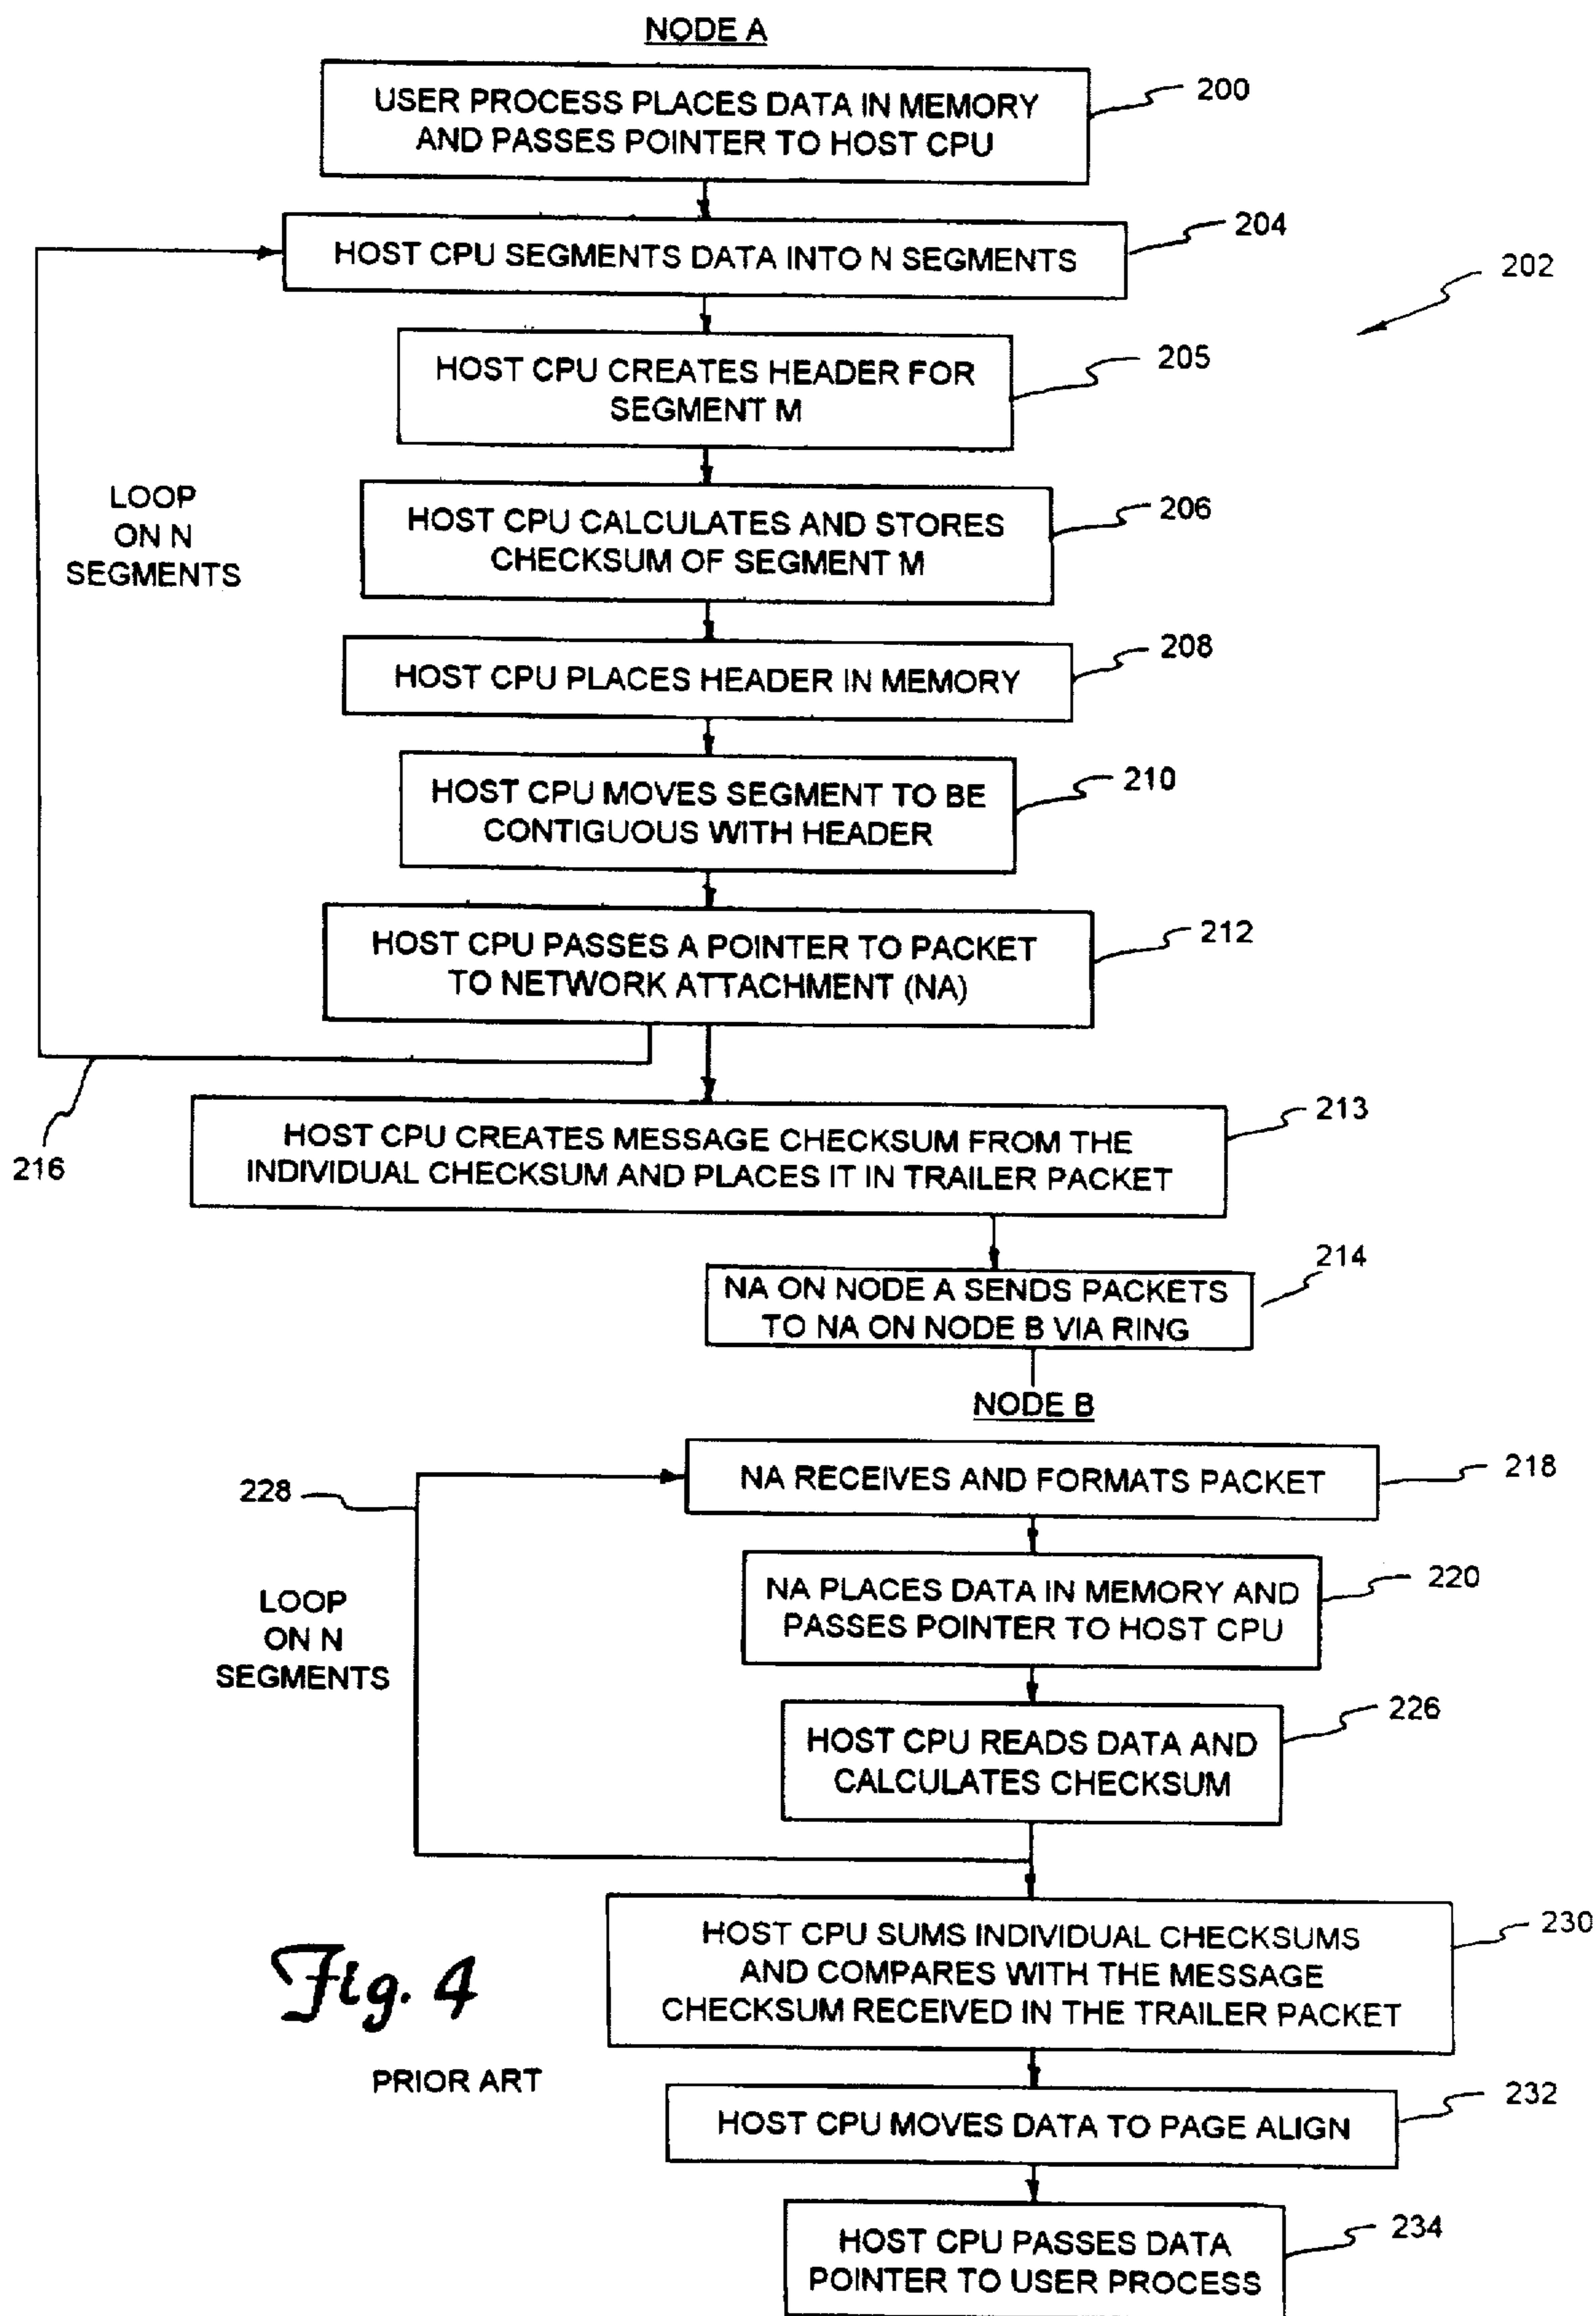 NODE A
USER PROCESS PLACES DATA IN MEMORY
AND PASSES POINTER TO HOST CPU
200
HOST CPU SEGMENTS DATA INTO N SEGMENTS
204
202
HOST CPU CREATES HEADER FOR
SEGMENT M
205
LOOP
ON N
SEGMENTS
HOST CPU CALCULATES AND STORES
CHECKSUM OF SEGMENT M
206
HOST CPU PLACES HEADER IN MEMORY
208
HOST CPU MOVES SEGMENT TO BE
CONTIGUOUS WITH HEADER
210
HOST CPU PASSES A POINTER TO PACKET
TO NETWORK ATTACHMENT (NA)
212
216
HOST CPU CREATES MESSAGE CHECKSUM FROM THE
INDIVIDUAL CHECKSUM AND PLACES IT IN TRAILER PACKET
213
NA ON NODE A SENDS PACKETS
TO NA ON NODE B VIA RING
214
NODE B
228
NA RECEIVES AND FORMATS PACKET
218
LOOP
ON N
SEGMENTS
NA PLACES DATA IN MEMORY AND
PASSES POINTER TO HOST CPU
220
HOST CPU READS DATA AND
CALCULATES CHECKSUM
226
HOST CPU SUMS INDIVIDUAL CHECKSUMS
AND COMPARES WITH THE MESSAGE
CHECKSUM RECEIVED IN THE TRAILER PACKET
230
Fig. 4
PRIOR ART
HOST CPU MOVES DATA TO PAGE ALIGN
232
HOST CPU PASSES DATA
POINTER TO USER PROCESS
234